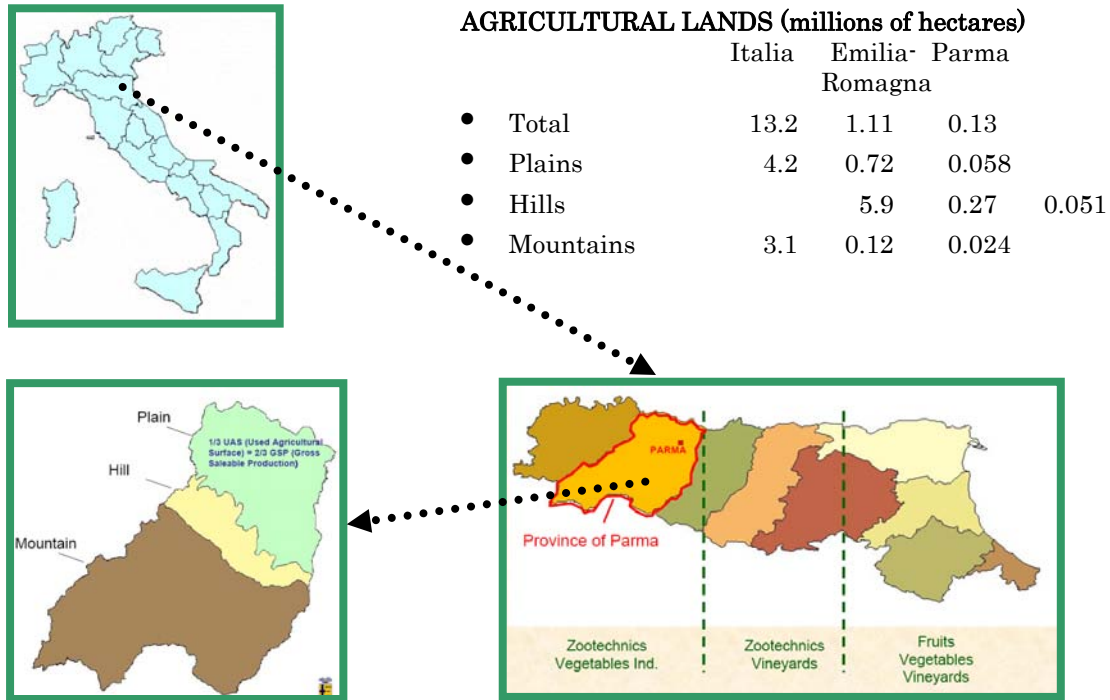 AGRICULTURAL LANDS (millions of hectares)
Italia Emilia- Parma
Romagna
• Total 13.2 1.11 0.13
• Plains 4.2 0.72 0.058
• Hills 5.9 0.27 0.051
• Mountains 3.1 0.12 0.024
Plain
1/3 UAS (Used Agricultural
Surface) = 2/3 GSP (Gross
Saleable Production)
Hill
Mountain
PARMA
Province of Parma
Zootechnics
Vegetables Ind.
Zootechnics
Vineyards
Fruits
Vegetables
Vineyards